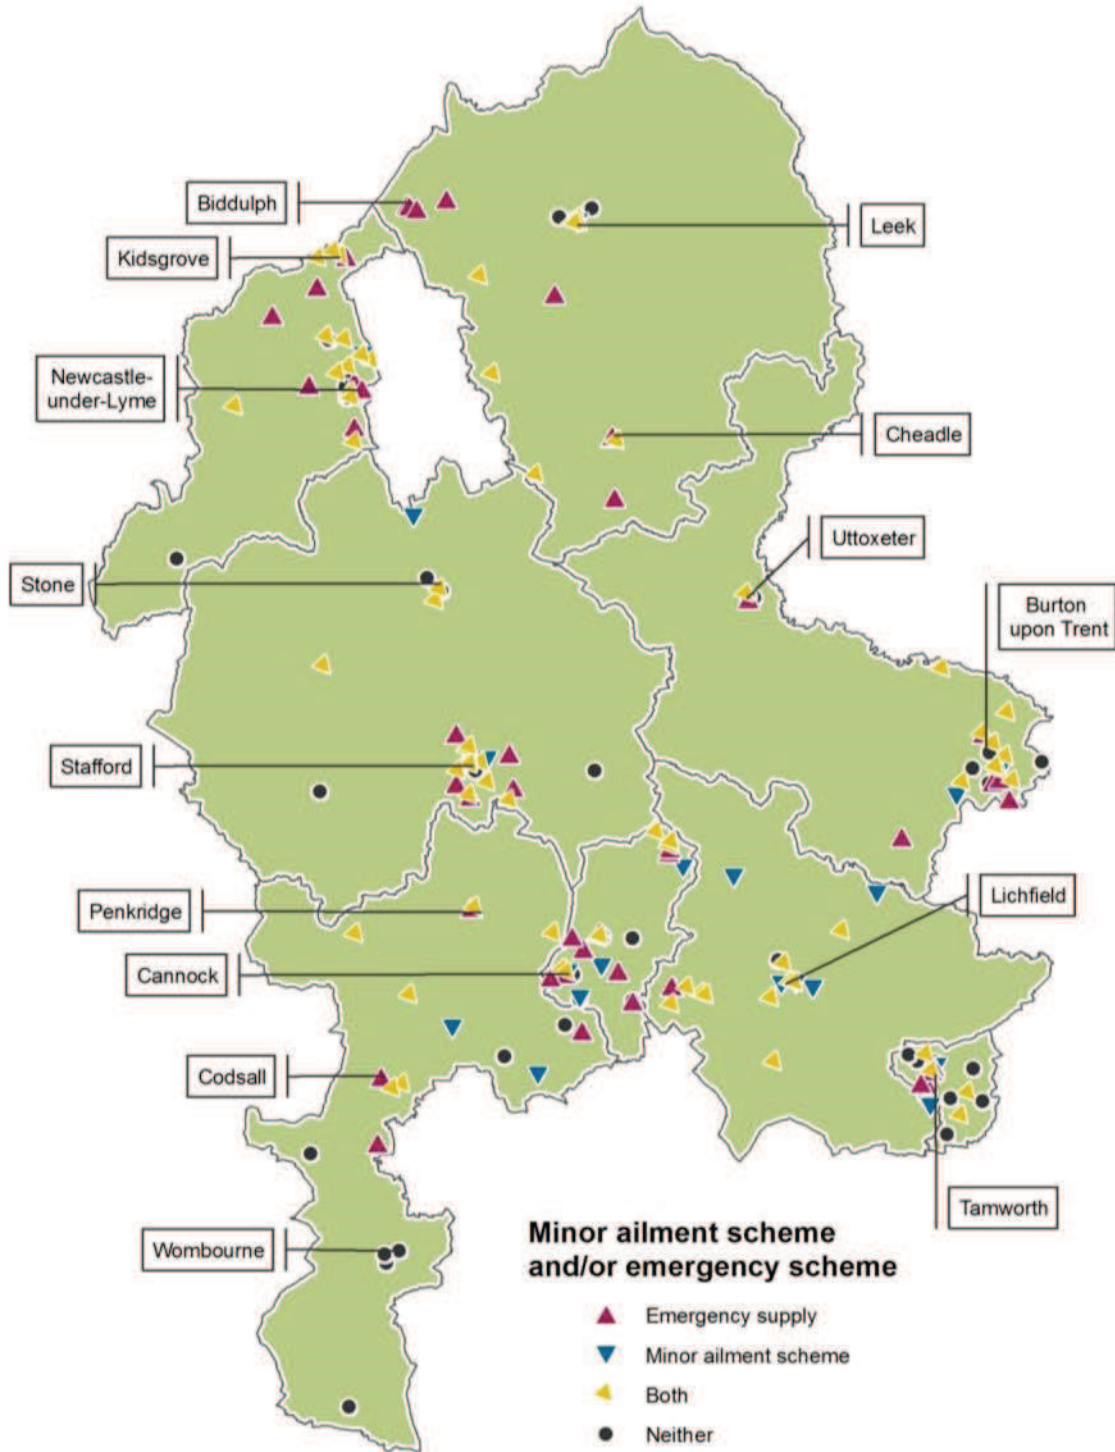 Biddulph
Leek
Kidsgrove
Newcastle-
under-Lyme
Cheadle
Uttoxeter
Stone
Burton
upon Trent
Stafford
Lichfield
Penkridge
Cannock
Codsall
Tamworth
Wombourne
Minor ailment scheme
and/or emergency scheme
Emergency supply
Minor ailment scheme
Both
Neither